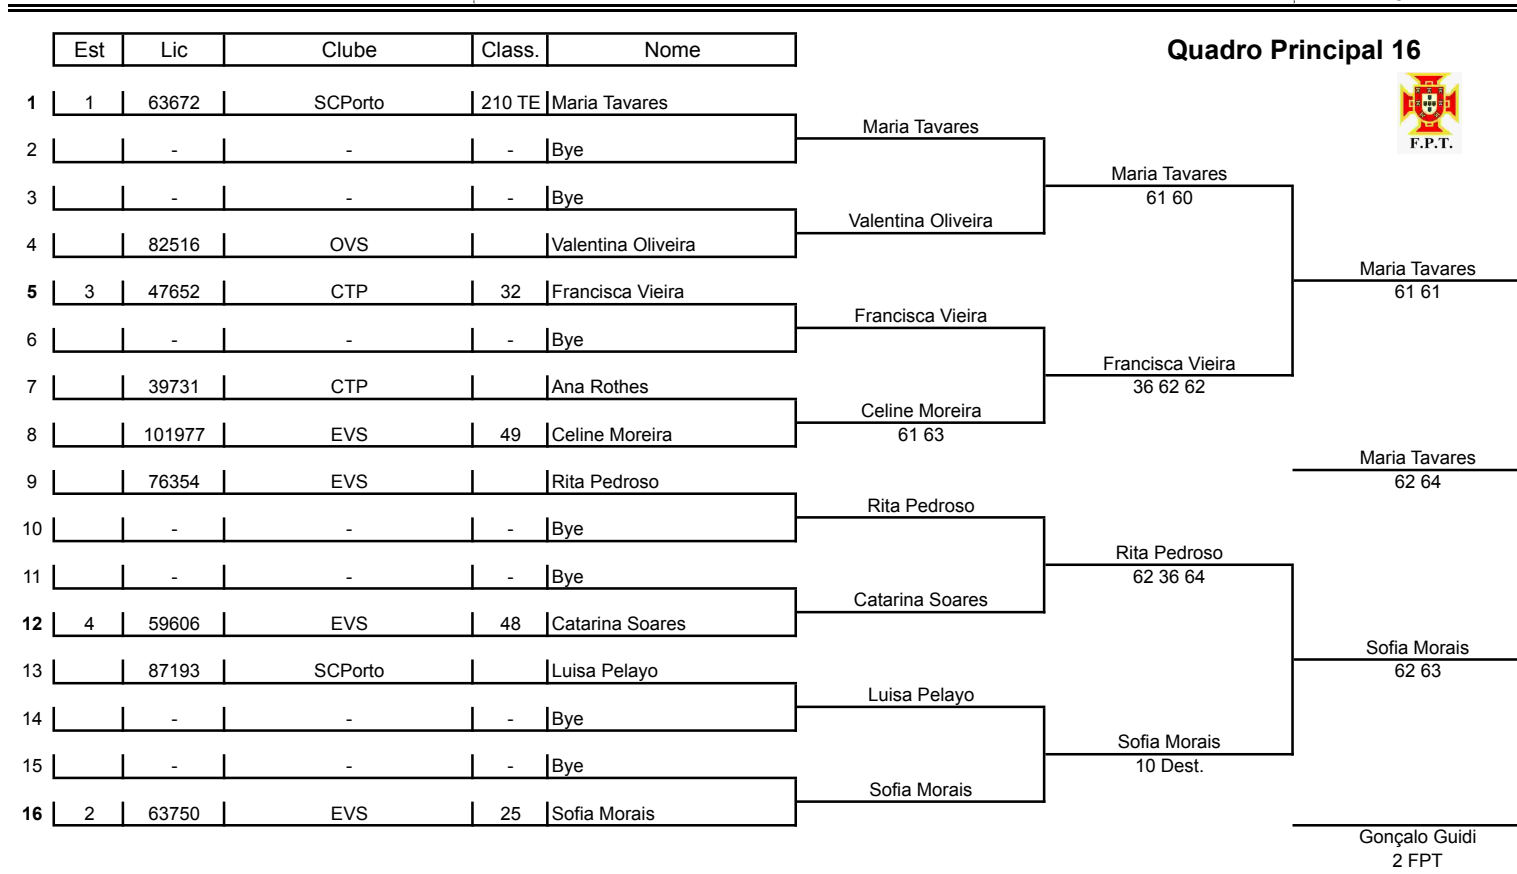 Est Lic Clube Class. Nome Quadro Principal 16
F.P.T.
1 1 63672 SCPorto 210 TE Maria Tavares
Maria Tavares
2 - - - Bye
Maria Tavares
61 60
3 - - - Bye
Valentina Oliveira
4 82516 OVS Valentina Oliveira
Maria Tavares
61 61
5 3 47652 CTP 32 Francisca Vieira
Francisca Vieira
6 - - - Bye
Francisca Vieira
36 62 62
7 39731 CTP Ana Rothes
Celine Moreira
61 63
8 101977 EVS 49 Celine Moreira
Maria Tavares
62 64
9 76354 EVS Rita Pedroso
Rita Pedroso
10 - - - Bye
Rita Pedroso
62 36 64
11 - - - Bye
Catarina Soares
12 4 59606 EVS 48 Catarina Soares
Sofia Morais
62 63
13 87193 SCPorto Luisa Pelayo
Luisa Pelayo
14 - - - Bye
Sofia Morais
10 Dest.
15 - - - Bye
Sofia Morais
16 2 63750 EVS 25 Sofia Morais
Gonçalo Guidi
2 FPT